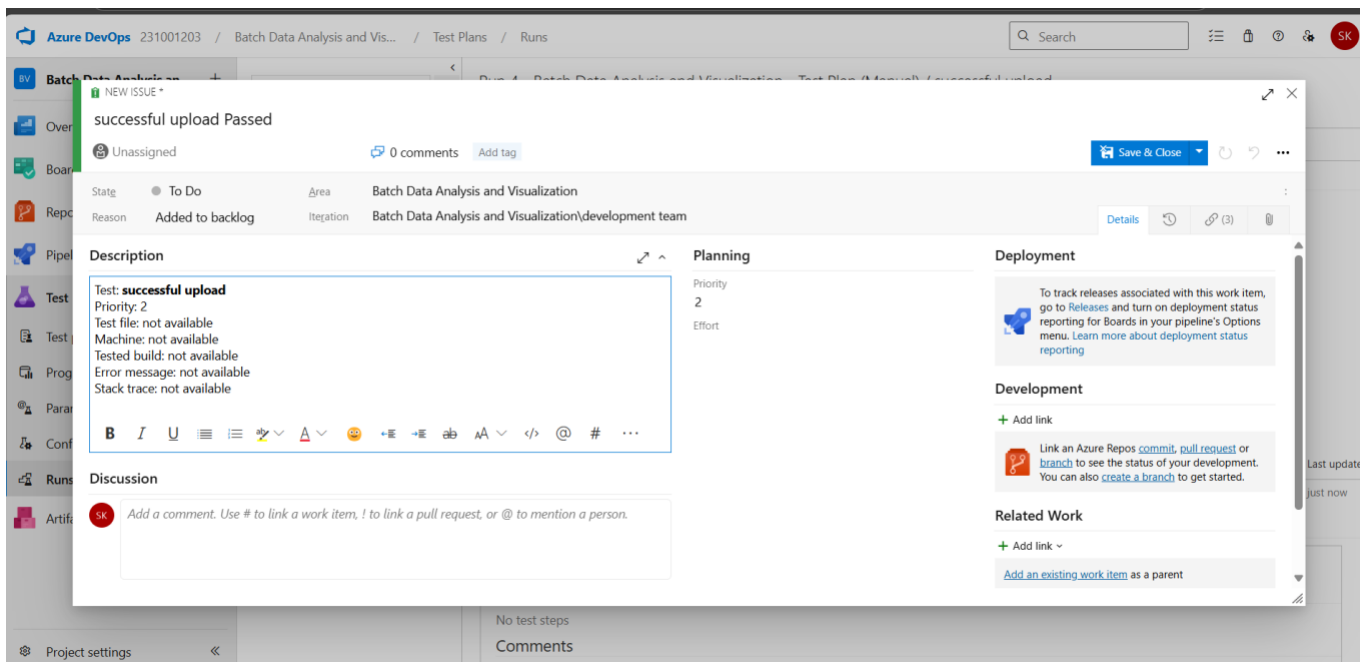 Azure DevOps 231001203 / Batch Data Analysis and Vis... / Test Plans / Runs Search SK
BV Batch Data Analysis an +
NEW ISSUE *
successful upload Passed
Unassigned 0 comments Add tag Save & Close
State To Do Area Batch Data Analysis and Visualization
Reason Added to backlog Iteration Batch Data Analysis and Visualization\development team
Details (3)
Description
Test: successful upload
Priority: 2
Test file: not available
Machine: not available
Tested build: not available
Error message: not available
Stack trace: not available
B I U ab A ab AA </> @ # ...
Discussion
SK Add a comment. Use # to link a work item, ! to link a pull request, or @ to mention a person.
Planning
Priority
2
Effort
Deployment
To track releases associated with this work item,
go to Releases and turn on deployment status
reporting for Boards in your pipeline's Options
menu. Learn more about deployment status
reporting
Development
+ Add link
Link an Azure Repos commit, pull request or
branch to see the status of your development.
You can also create a branch to get started.
Related Work
+ Add link
Add an existing work item as a parent
Over
Boar
Repo
Pipel
Test
Test
Prog
Parar
Conf
Runs
Artifa
Project settings
Last update
just now
No test steps
Comments